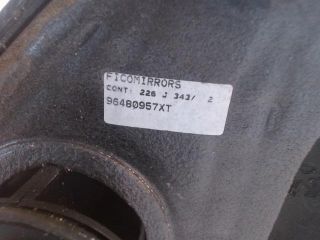 FICOMIRRORS
CONT: 226 J 343/ 2
96480957XT